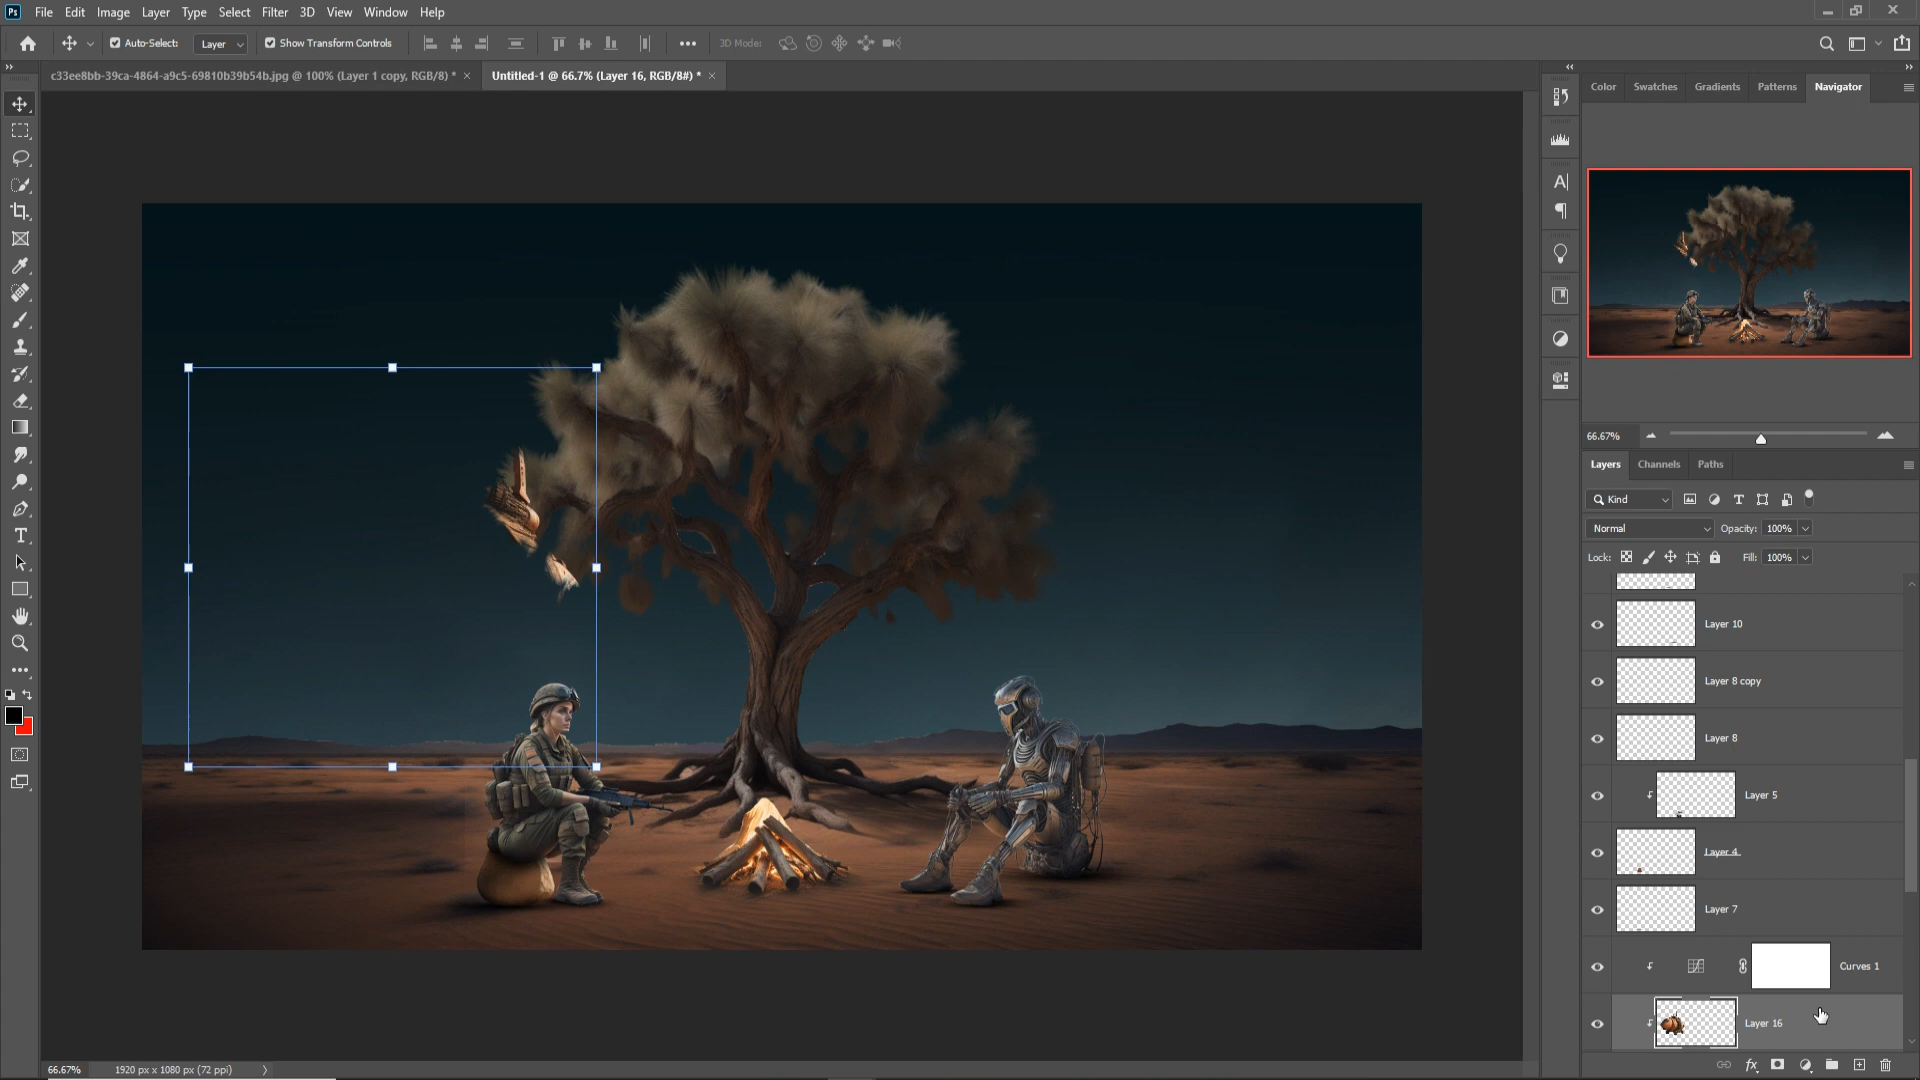 Ps File Edit Image Layer Type Select Filter 3D View Window Help
Auto-Select: Layer Show Transform Controls 3D Mode:
c33ee8bb-39ca-4864-a9c5-69810b39b54b.jpg @ 100% (Layer 1 copy, RGB/8) * × Untitled-1 @ 66.7% (Layer 16, RGB/8#) * ×
Color Swatches Gradients Patterns Navigator
66.67%
Layers Channels Paths
Kind
Normal Opacity: 100%
Lock: Fill: 100%
Layer 10
Layer 8 copy
Layer 8
Layer 5
Layer 4
Layer 7
Curves 1
Layer 16
66.67% 1920 px x 1080 px (72 ppi)